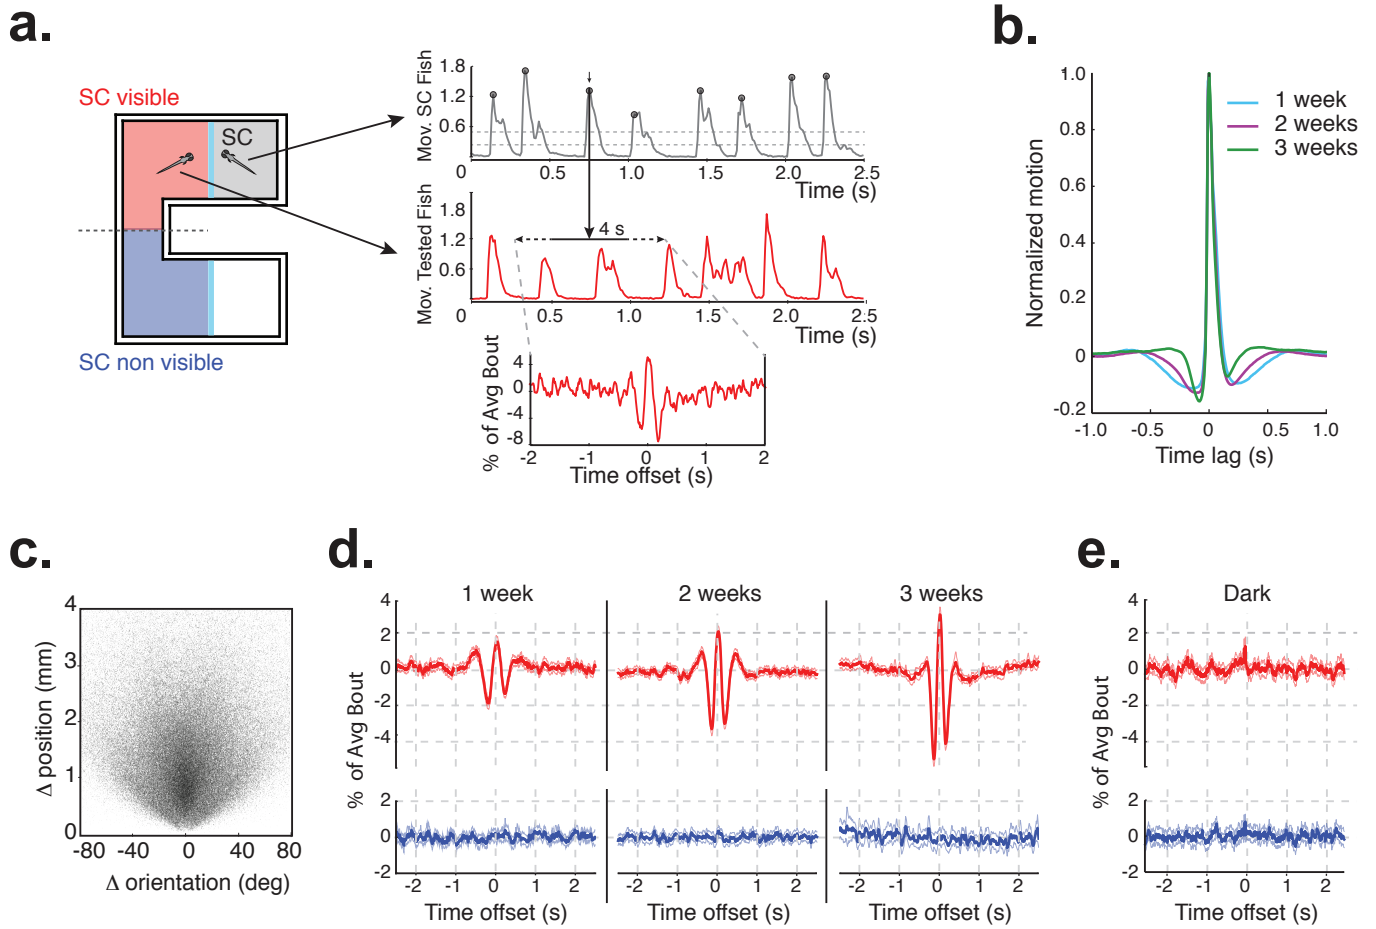 a.
SC visible
SC
SC non visible
Mov. SC Fish
1.8
1.2
0.6
0 0.5 1.0 1.5 2.0 2.5
Time (s)
Mov. Tested Fish
1.8
1.2
0.6
4 s
0 0.5 1.0 1.5 2.0 2.5
Time (s)
% of Avg Bout
4
0
-4
-8
-2 -1 0 1 2
Time offset (s)
b.
Normalized motion
1.0
0.8
0.6
0.4
0.2
0
-0.2
1 week
2 weeks
3 weeks
-1.0 -0.5 0 0.5 1.0
Time lag (s)
c.
Δ position (mm)
4
3
2
1
0
-80 -40 0 40 80
Δ orientation (deg)
d.
1 week 2 weeks 3 weeks
% of Avg Bout
4
2
0
-2
-4
2
0
-2
-2 -1 0 1 2 -2 -1 0 1 2 -2 -1 0 1 2
Time offset (s) Time offset (s) Time offset (s)
e.
Dark
% of Avg Bout
4
2
0
-2
-4
2
0
-2
-2 -1 0 1 2
Time offset (s)